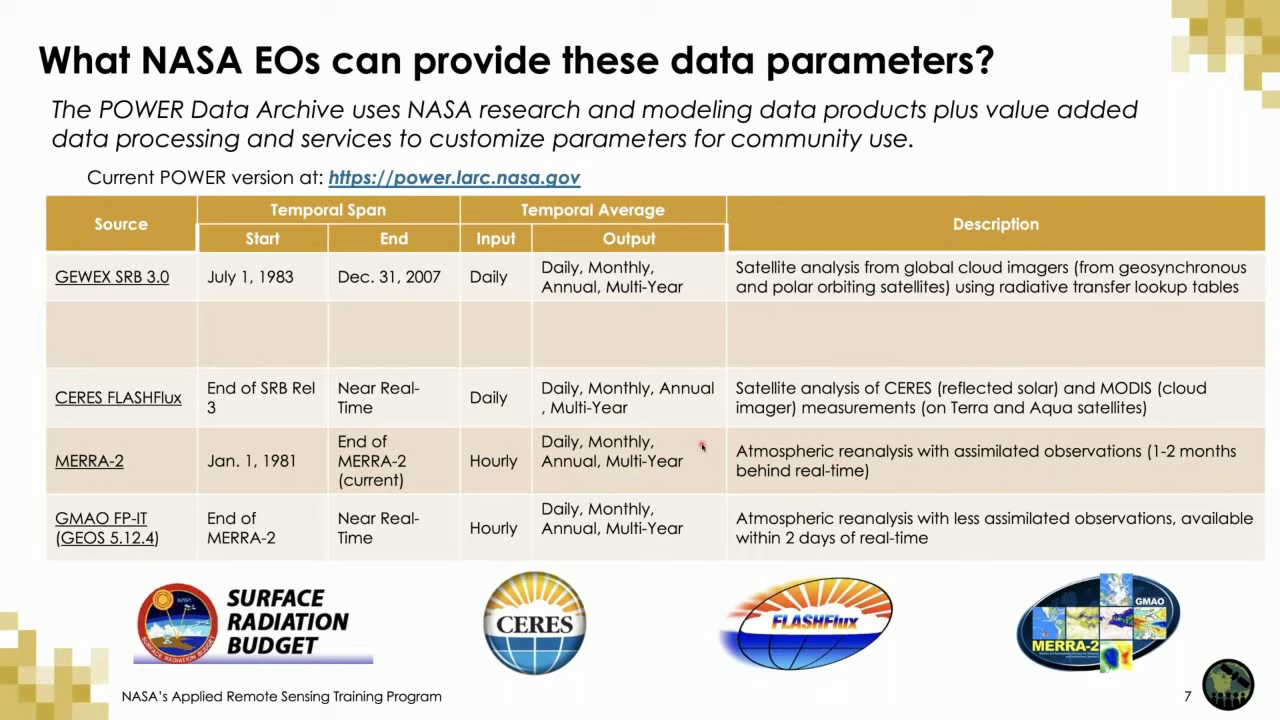 What NASA EOs can provide these data parameters?
The POWER Data Archive uses NASA research and modeling data products plus value added
data processing and services to customize parameters for community use.
Current POWER version at: https://power.larc.nasa.gov
Source
Temporal Span
Temporal Average
Description
Start
End
Input
Output
GEWEX SRB 3.0
July 1, 1983
Dec. 31, 2007
Daily
Daily, Monthly,
Annual, Multi-Year
Satellite analysis from global cloud imagers (from geosynchronous
and polar orbiting satellites) using radiative transfer lookup tables
CERES FLASHFlux
End of SRB Rel
3
Near Real-
Time
Daily
Daily, Monthly, Annual
, Multi-Year
Satellite analysis of CERES (reflected solar) and MODIS (cloud
imager) measurements (on Terra and Aqua satellites)
MERRA-2
Jan. 1, 1981
End of
MERRA-2
(current)
Hourly
Daily, Monthly,
Annual, Multi-Year
Atmospheric reanalysis with assimilated observations (1-2 months
behind real-time)
GMAO FP-IT
(GEOS 5.12.4)
End of
MERRA-2
Near Real-
Time
Hourly
Daily, Monthly,
Annual, Multi-Year
Atmospheric reanalysis with less assimilated observations, available
within 2 days of real-time
SURFACE RADIATION BUDGET
SURFACE
RADIATION
BUDGET
CERES
FLASHFlux
GMAO
MERRA-2
NASA's Applied Remote Sensing Training Program
7